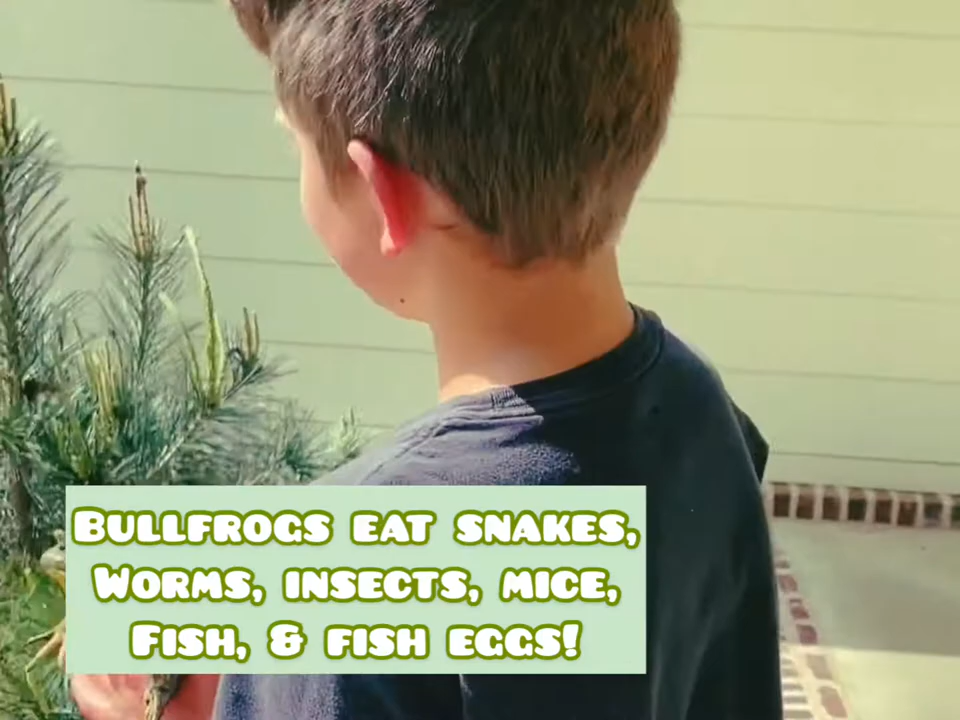 Bullfrogs eat snakes,
Worms, insects, mice,
Fish, & fish eggs!